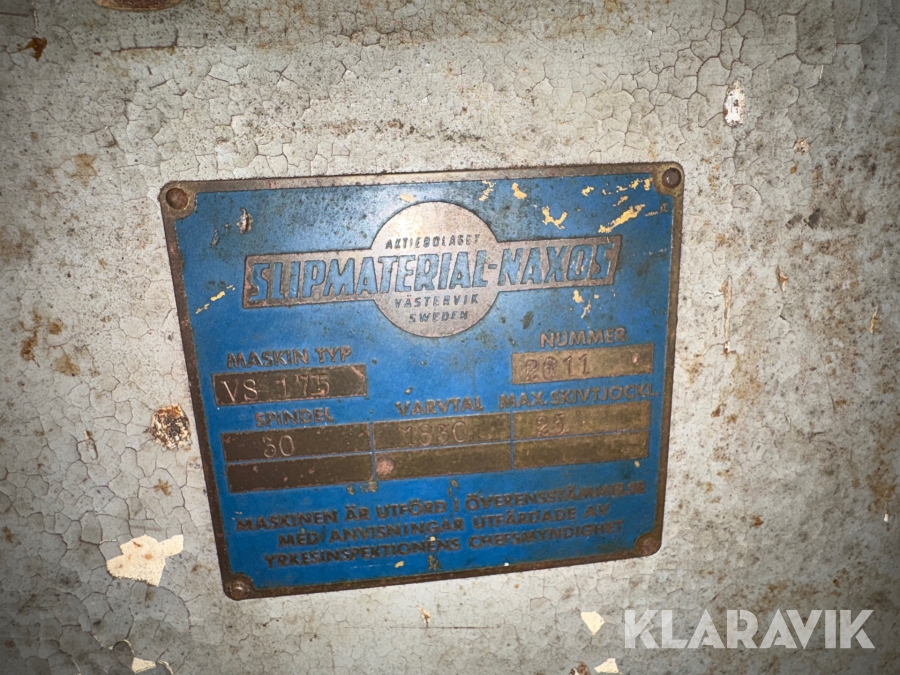 AKTIEBOLAGET
SLIPMATERIAL-NAXOS
VÄSTERVIK
SWEDEN
MASKIN TYP
NUMMER
VS 175
2611
SPINDEL
VARVTAL
MAX. SKIVTJOCKL.
30
25
MASKINEN ÄR UTFÖRD I ÖVERENSSTÄMMELSE
MED ANVISNINGAR UTFÄRDADE AV
YRKESINSPEKTIONENS CHEFSMYNDIGHET
KLARAVIK